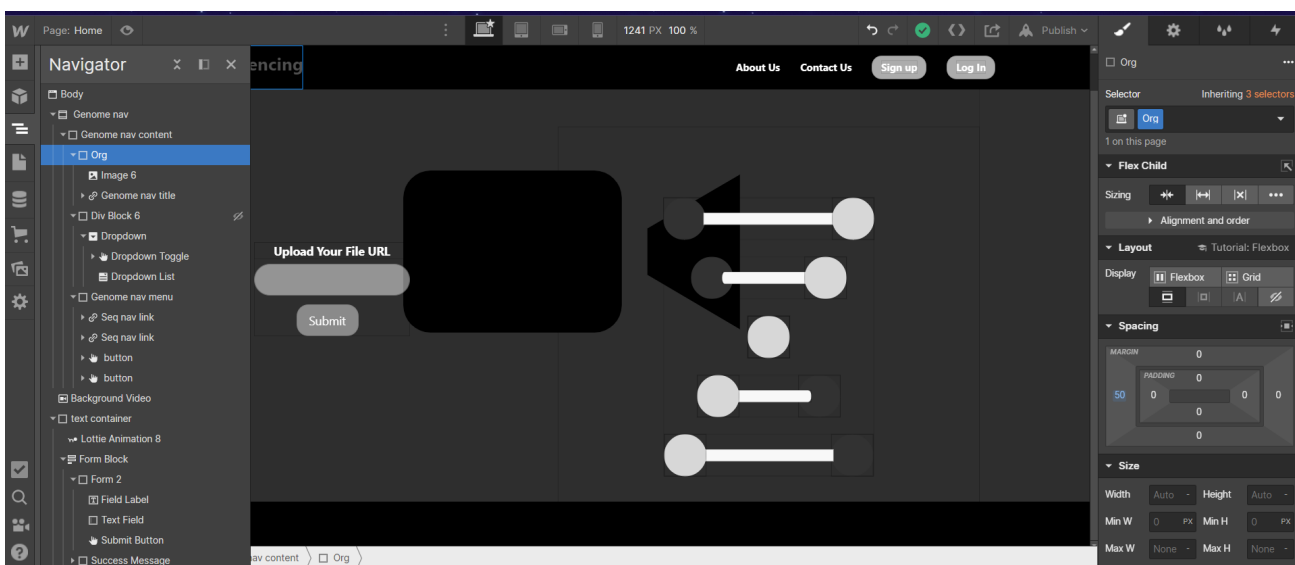 W Page: Home 1241 PX 100 % Publish
Navigator
encing
About Us Contact Us Sign up Log In
Body
Genome nav
Genome nav content
Org
Image 6
Genome nav title
Div Block 6
Dropdown
Dropdown Toggle
Dropdown List
Genome nav menu
Seq nav link
Seq nav link
button
button
Background Video
text container
Lottie Animation 8
Form Block
Form 2
Field Label
Text Field
Submit Button
Success Message
Upload Your File URL
Submit
av content Org
Org
Selector Inheriting 3 selectors
Org
1 on this page
Flex Child
Sizing
Alignment and order
Layout Tutorial: Flexbox
Display Flexbox Grid
Spacing
MARGIN 0
PADDING 0
50 0 0 0
0
0
Size
Width Auto - Height Auto -
Min W 0 PX Min H 0 PX
Max W None - Max H None -